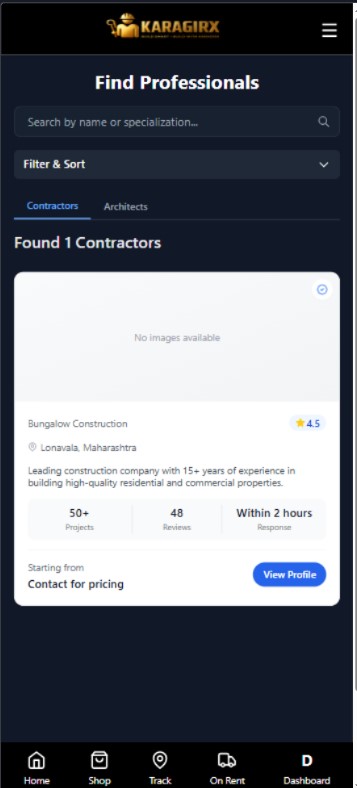 KARAGIRX
Find Professionals
Search by name or specialization...
Filter & Sort
Contractors
Architects
Found 1 Contractors
No images available
Bungalow Construction
4.5
Lonavala, Maharashtra
Leading construction company with 15+ years of experience in
building high-quality residential and commercial properties.
50+
48
Within 2 hours
Projects
Reviews
Response
Starting from
Contact for pricing
View Profile
D
Home
Shop
Track
On Rent
Dashboard